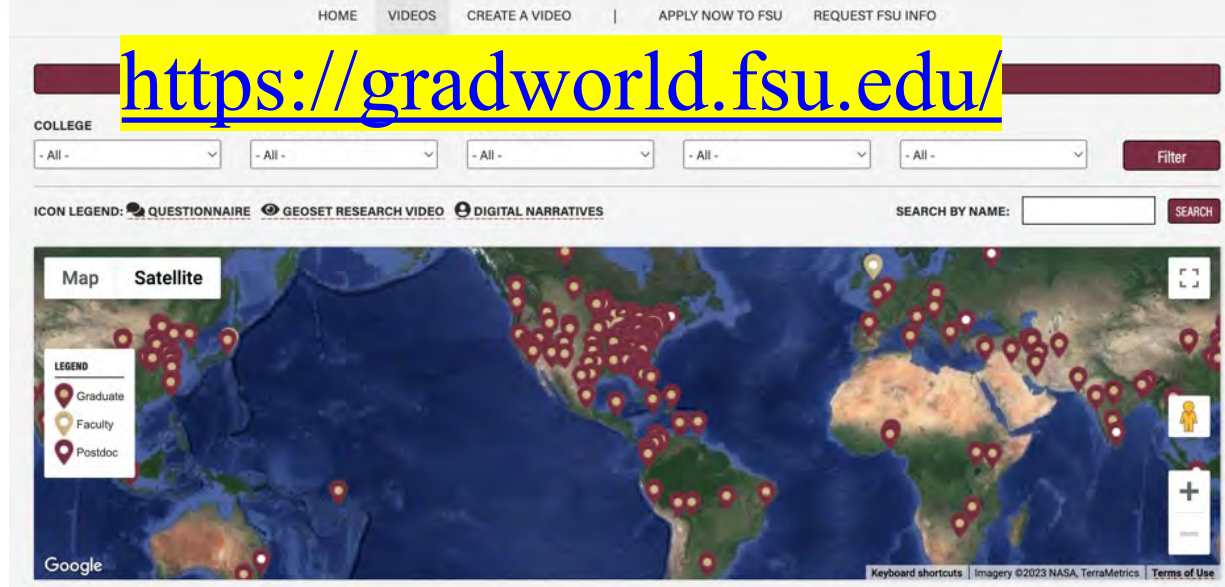 HOME VIDEOS CREATE A VIDEO | APPLY NOW TO FSU REQUEST FSU INFO
https://gradworld.fsu.edu/
COLLEGE
- All - - All - - All - - All - - All - Filter
ICON LEGEND: QUESTIONNAIRE GEOSET RESEARCH VIDEO DIGITAL NARRATIVES SEARCH BY NAME: SEARCH
Map Satellite
LEGEND
Graduate
Faculty
Postdoc
Google
Keyboard shortcuts Imagery ©2023 NASA, TerraMetrics Terms of Use